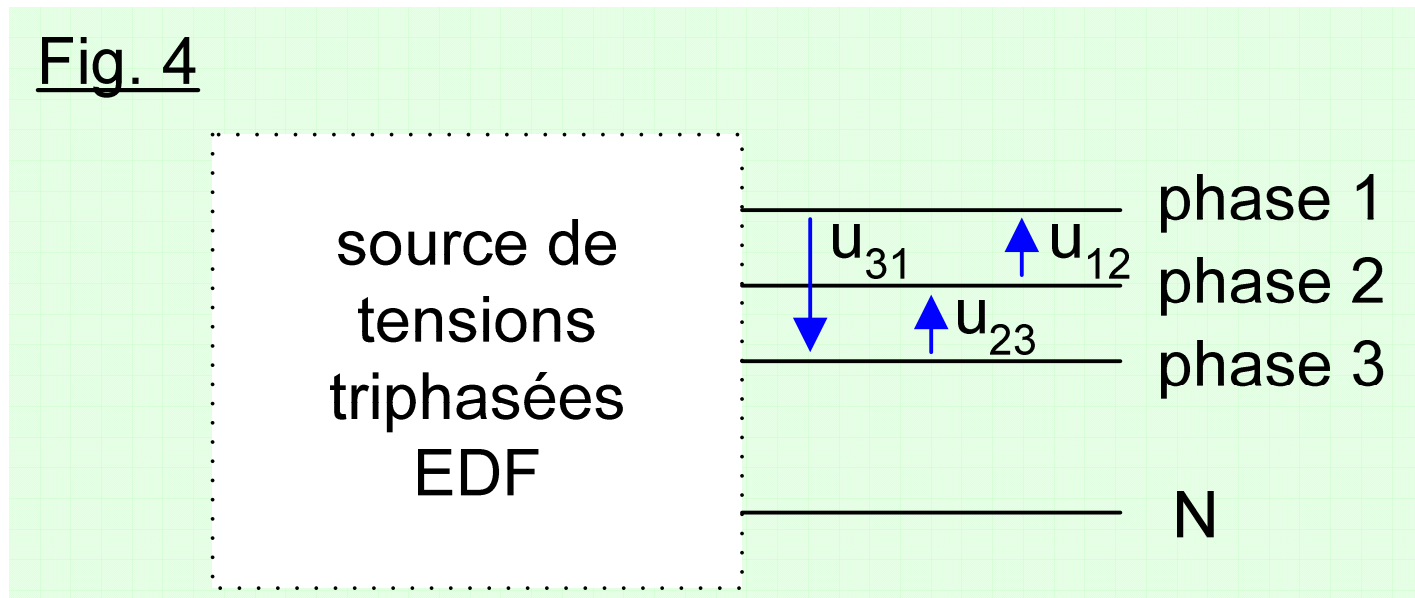 Fig. 4
source de
tensions
triphasées
EDF
u31
u12
u23
phase 1
phase 2
phase 3
N